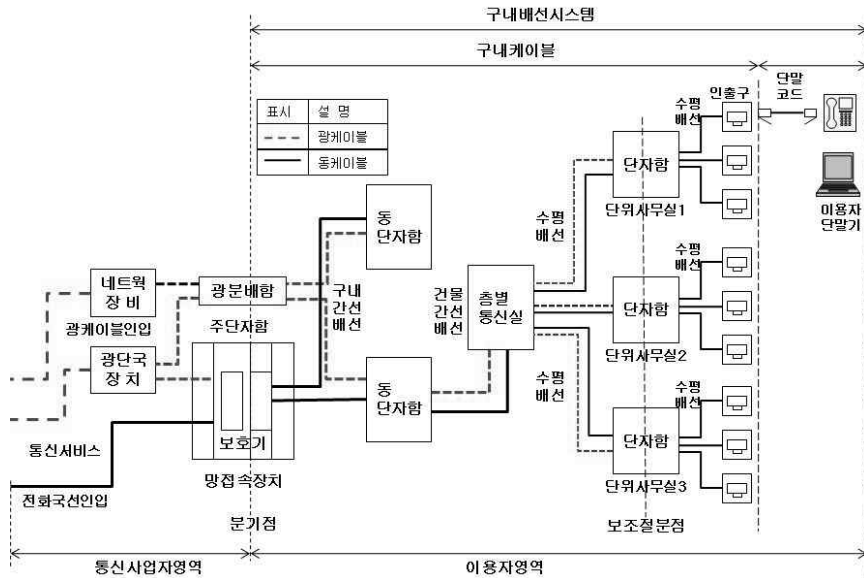 구내배선시스템
구내케이블
표시 설 명
광케이블
동케이블
수평
배선
인출구
단말
코드
단자함
단위사무실1
이용자
단말기
동
단자함
수평
배선
네트웍
장 비
광케이블인입
광분배함
구내
간선
배선
건물
간선
배선
층별
통신실
수평
배선
단자함
단위사무실2
주단자함
광단국
장 치
동
단자함
수평
배선
수평
배선
단자함
단위사무실3
보호기
통신서비스
전화국선인입
망접속장치
분기점
보조절분점
통신사업자영역
이용자영역